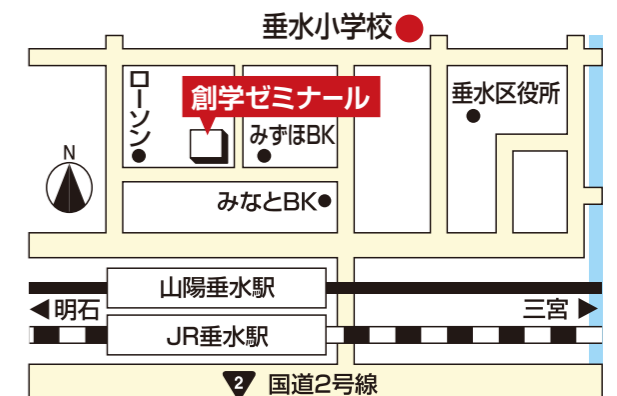 垂水小学校
ローソン
創学ゼミナール
みずほBK
垂水区役所
N
みなとBK
山陽垂水駅
明石
三宮
JR垂水駅
2
国道2号線